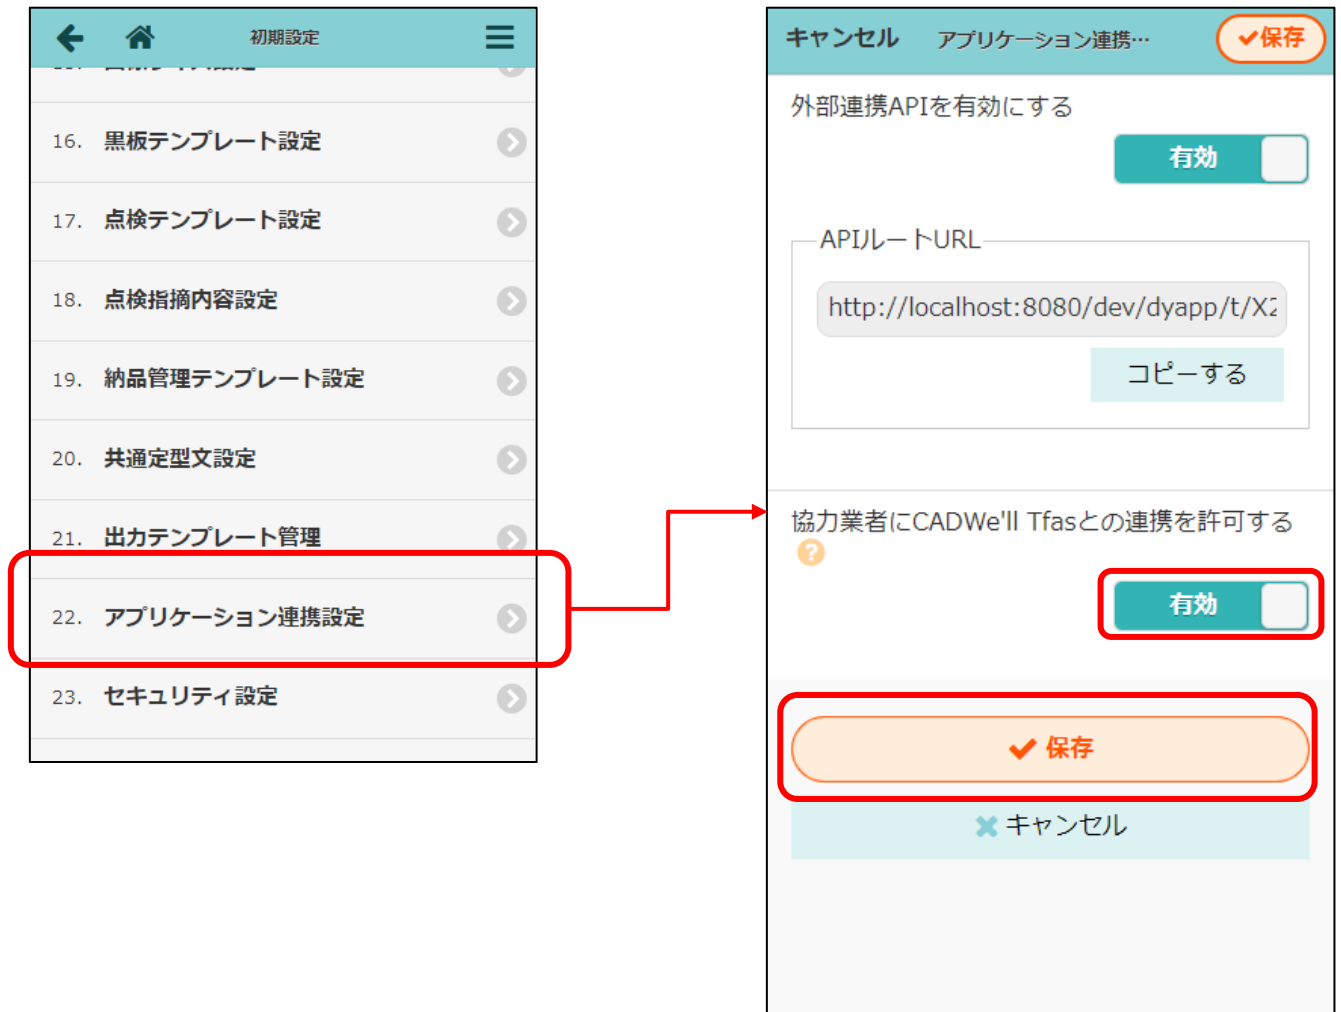 初期設定
16. 黒板テンプレート設定
17. 点検テンプレート設定
18. 点検指摘内容設定
19. 納品管理テンプレート設定
20. 共通定型文設定
21. 出力テンプレート管理
22. アプリケーション連携設定
23. セキュリティ設定
キャンセル アプリケーション連携… 保存
外部連携APIを有効にする
有効
APIルートURL
http://localhost:8080/dev/dyapp/t/X2
コピーする
協力業者にCADWe'll Tfasとの連携を許可する
?
有効
保存
キャンセル